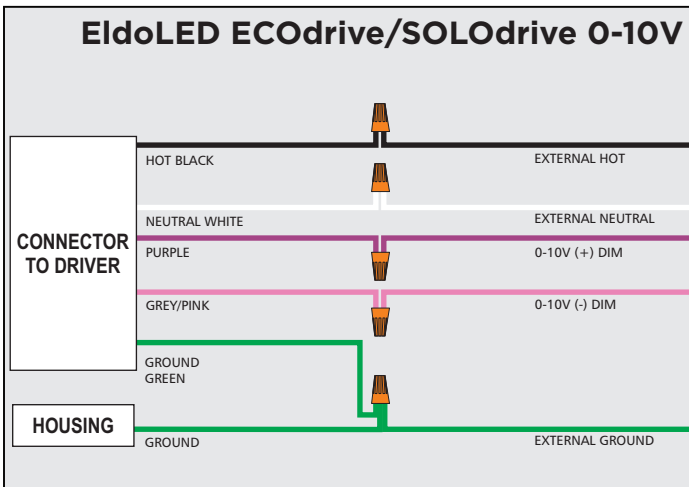 EldoLED ECOdrive/SOLOdrive 0-10V
HOT BLACK
EXTERNAL HOT
NEUTRAL WHITE
EXTERNAL NEUTRAL
CONNECTOR
TO DRIVER
PURPLE
0-10V (+) DIM
GREY/PINK
0-10V (-) DIM
GROUND
GREEN
HOUSING
GROUND
EXTERNAL GROUND